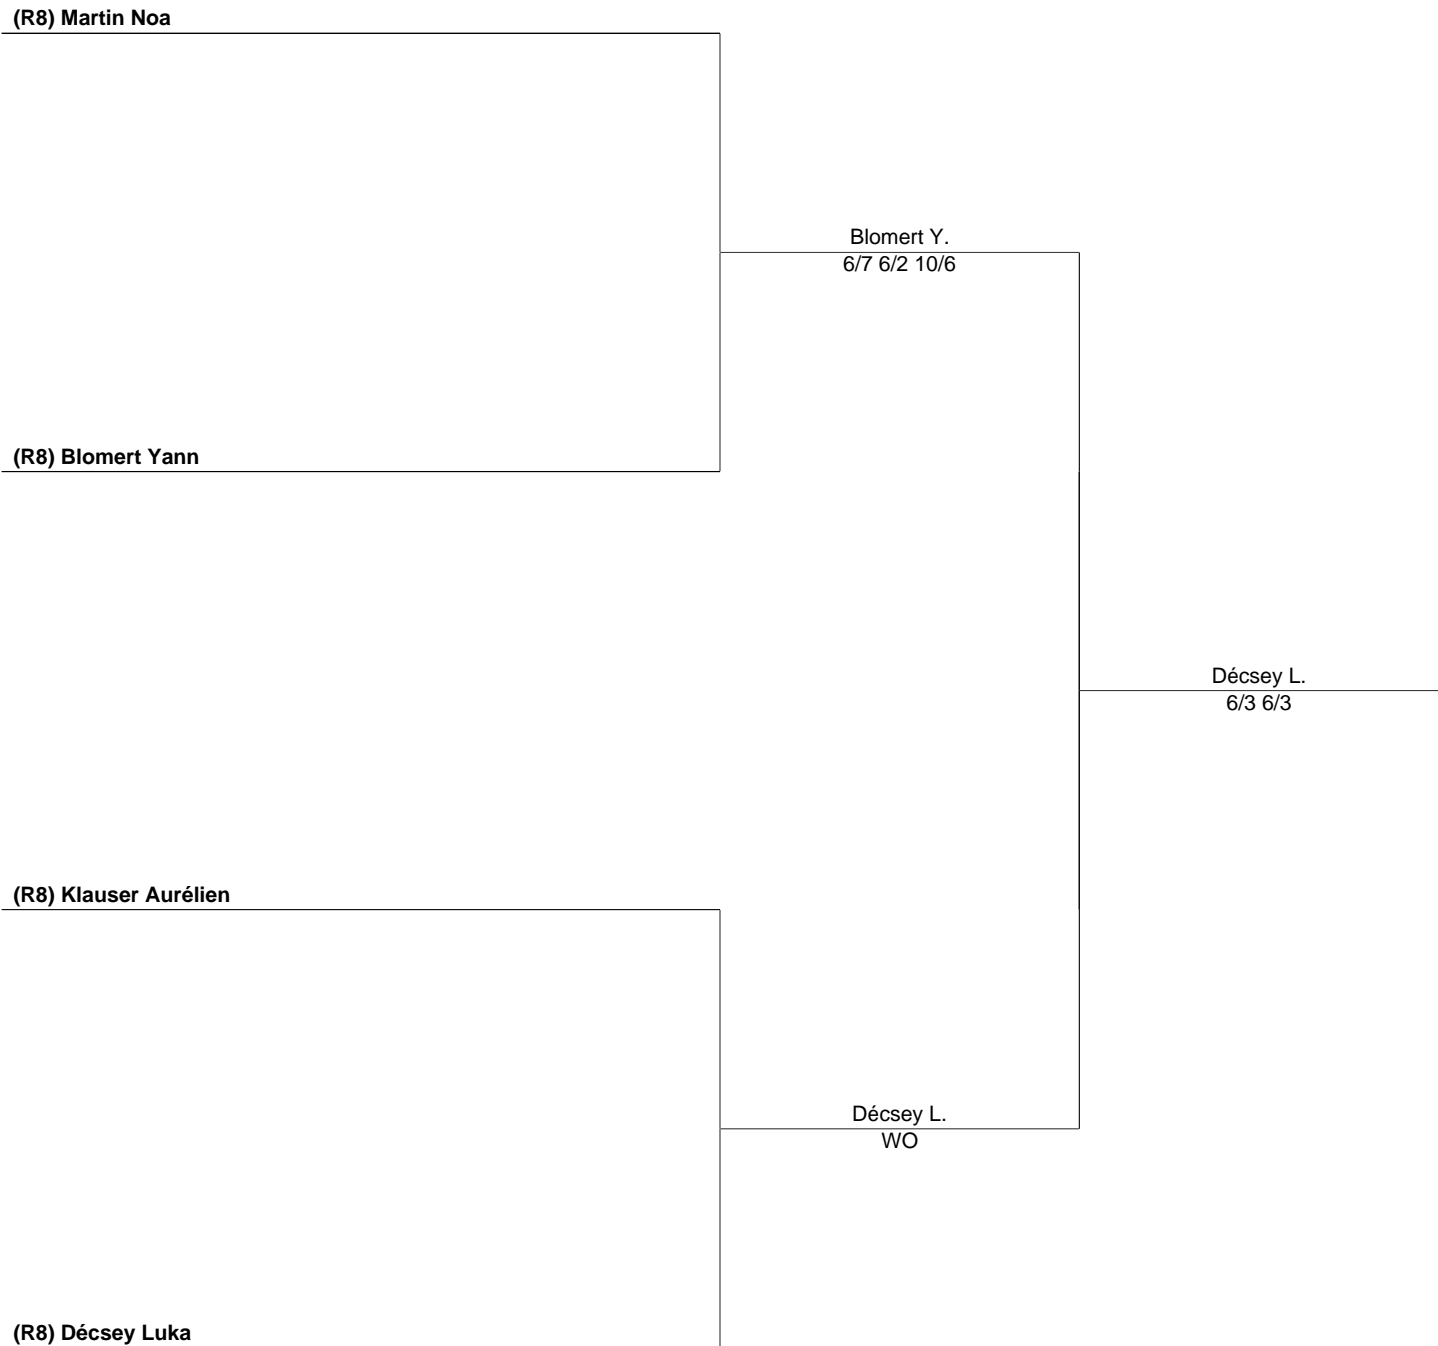 (R8) Martin Noa
Blomert Y.
6/7 6/2 10/6
(R8) Blomert Yann
Décsey L.
6/3 6/3
(R8) Klauser Aurélien
Décsey L.
WO
(R8) Décsey Luka